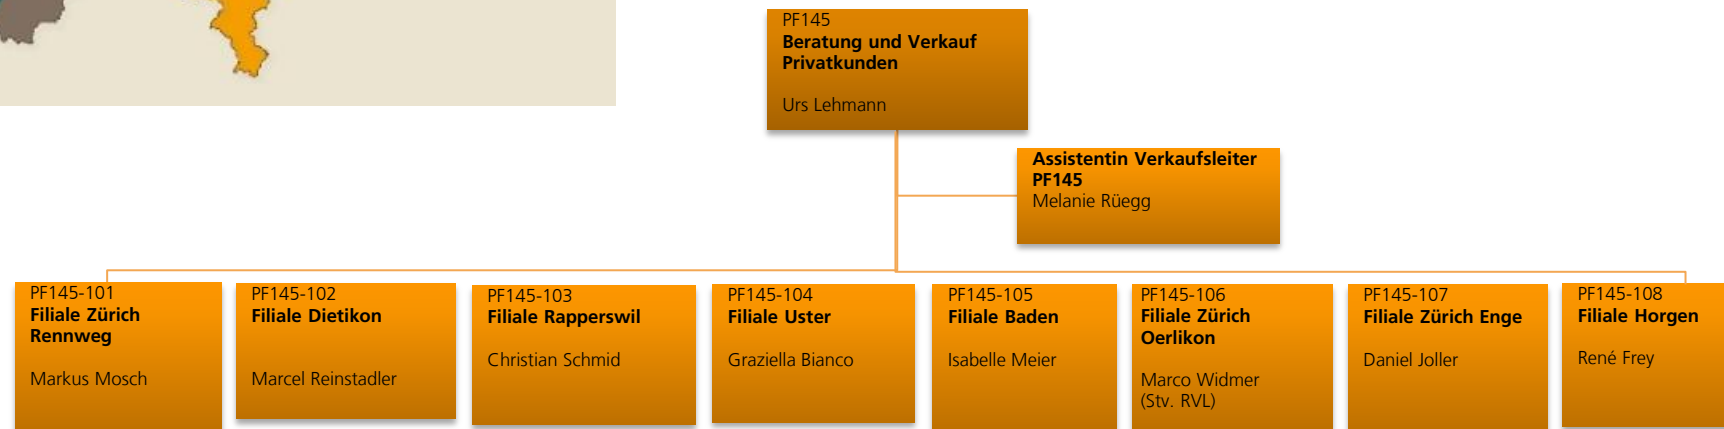 PF145
Beratung und Verkauf
Privatkunden
Urs Lehmann
Assistentin Verkaufsleiter
PF145
Melanie Rüegg
PF145-101
Filiale Zürich
Rennweg
Markus Mosch
PF145-102
Filiale Dietikon
Marcel Reinstadler
PF145-103
Filiale Rapperswil
Christian Schmid
PF145-104
Filiale Uster
Graziella Bianco
PF145-105
Filiale Baden
Isabelle Meier
PF145-106
Filiale Zürich
Oerlikon
Marco Widmer
(Stv. RVL)
PF145-107
Filiale Zürich Enge
Daniel Joller
PF145-108
Filiale Horgen
René Frey